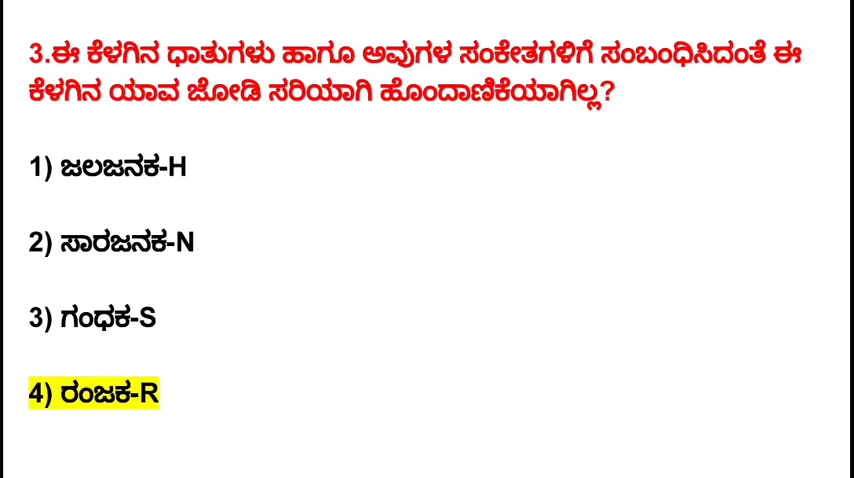 3.ಈ ಕೆಳಗಿನ ಧಾತುಗಳು ಹಾಗೂ ಅವುಗಳ ಸಂಕೇತಗಳಿಗೆ ಸಂಬಂಧಿಸಿದಂತೆ ಈ
ಕೆಳಗಿನ ಯಾವ ಜೋಡಿ ಸರಿಯಾಗಿ ಹೊಂದಾಣಿಕೆಯಾಗಿಲ್ಲ?
1) ಜಲಜನಕ-H
2) ಸಾರಜನಕ-N
3) ಗಂಧಕ-S
4) ರಂಜಕ-R